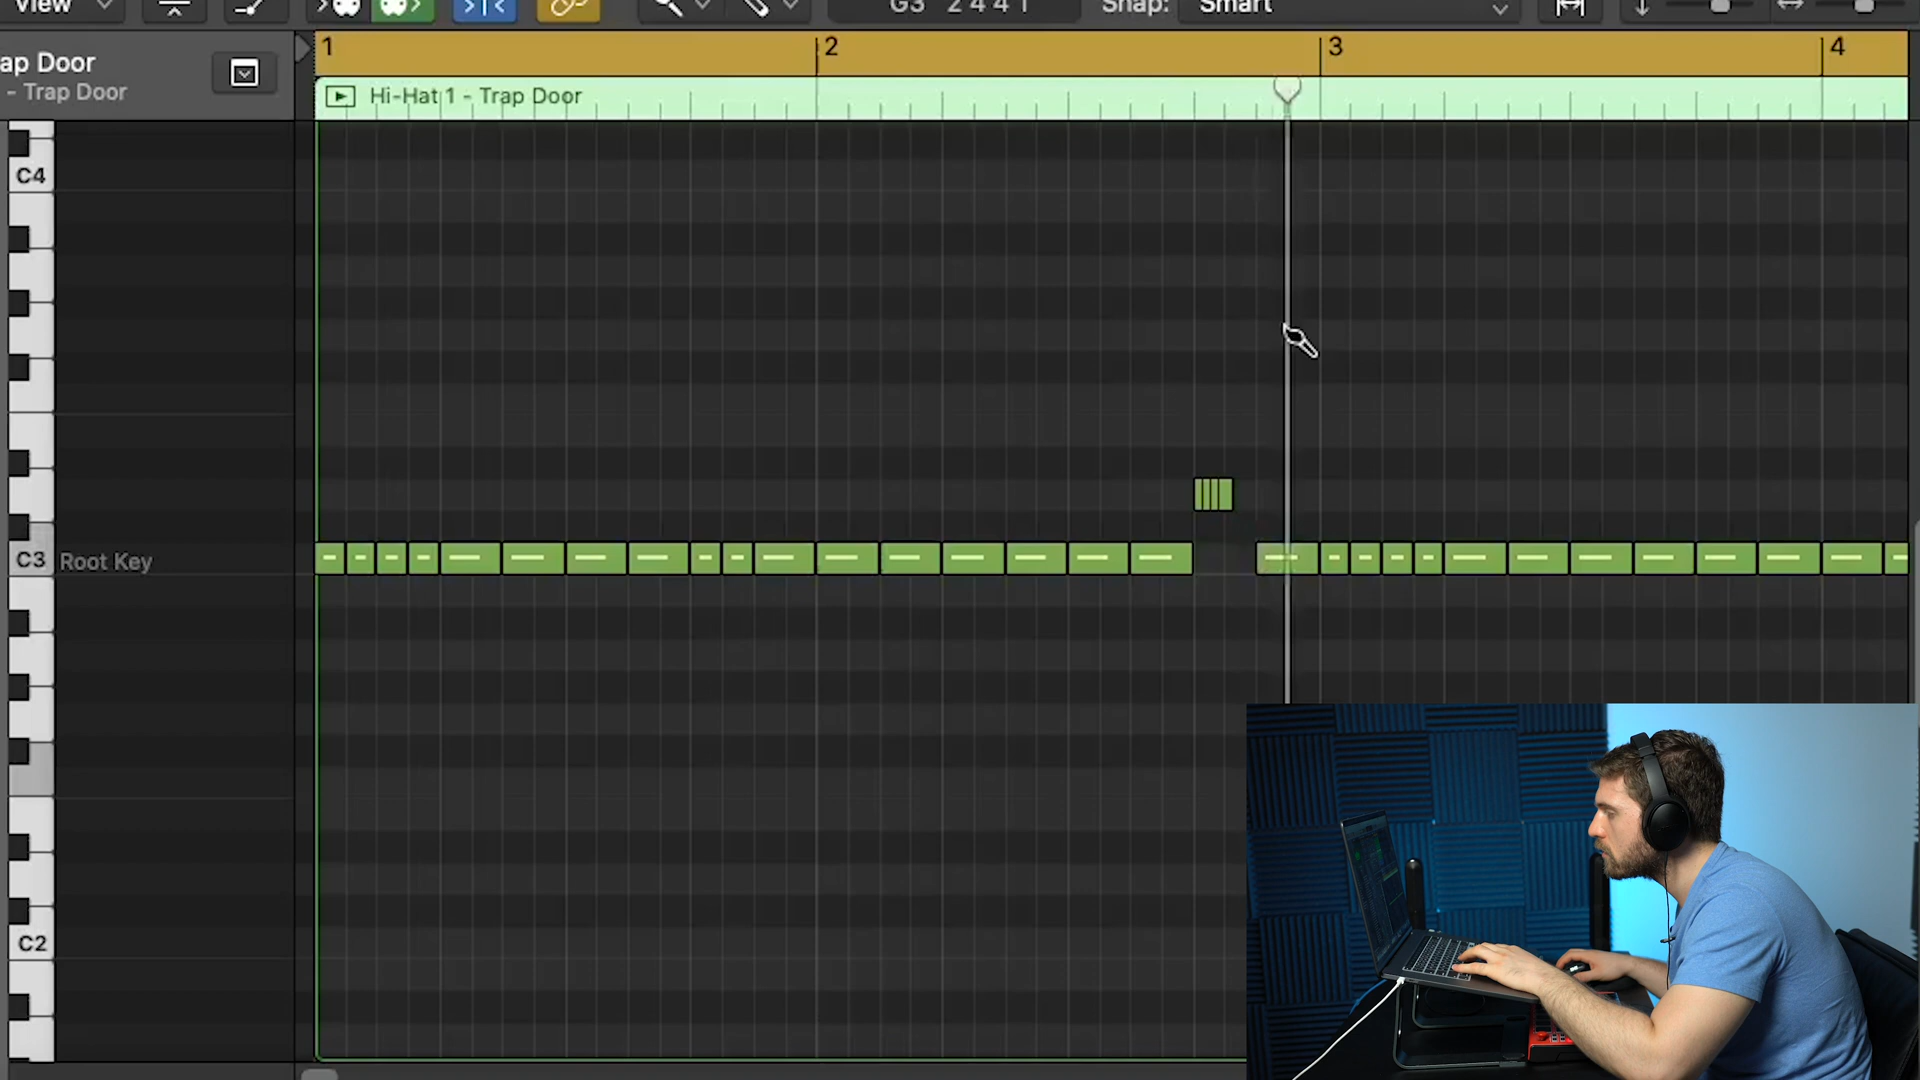 View
G3 2 4 4 1
Snap:
Smart
ap Door
- Trap Door
1
2
3
4
Hi-Hat 1 - Trap Door
C4
C3
Root Key
C2